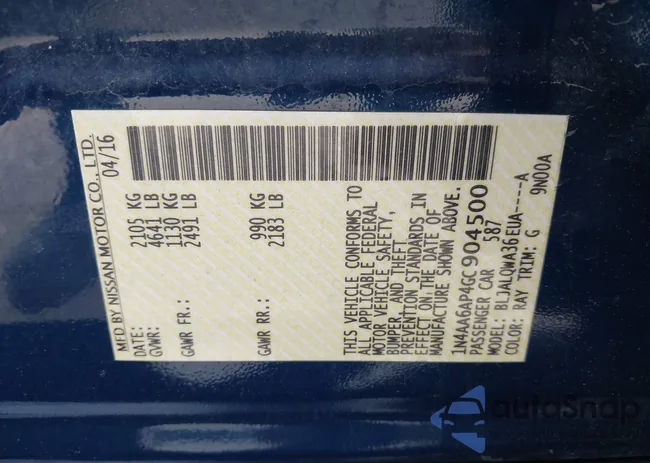 MFD BY NISSAN MOTOR CO., LTD.
DATE: 04/16
GVWR: 2105 KG
4641 LB
GAWR FR.: 1130 KG
2491 LB
GAWR RR.: 990 KG
2183 LB
THIS VEHICLE CONFORMS TO
ALL APPLICABLE FEDERAL
MOTOR VEHICLE SAFETY,
BUMPER, AND THEFT
PREVENTION STANDARDS IN
EFFECT ON THE DATE OF
MANUFACTURE SHOWN ABOVE.
1N4AA6AP4GC904500
PASSENGER CAR 587
MODEL: BLJALQWA36EUA----A
COLOR: RAY TRIM: G 9N00A
autoSnap